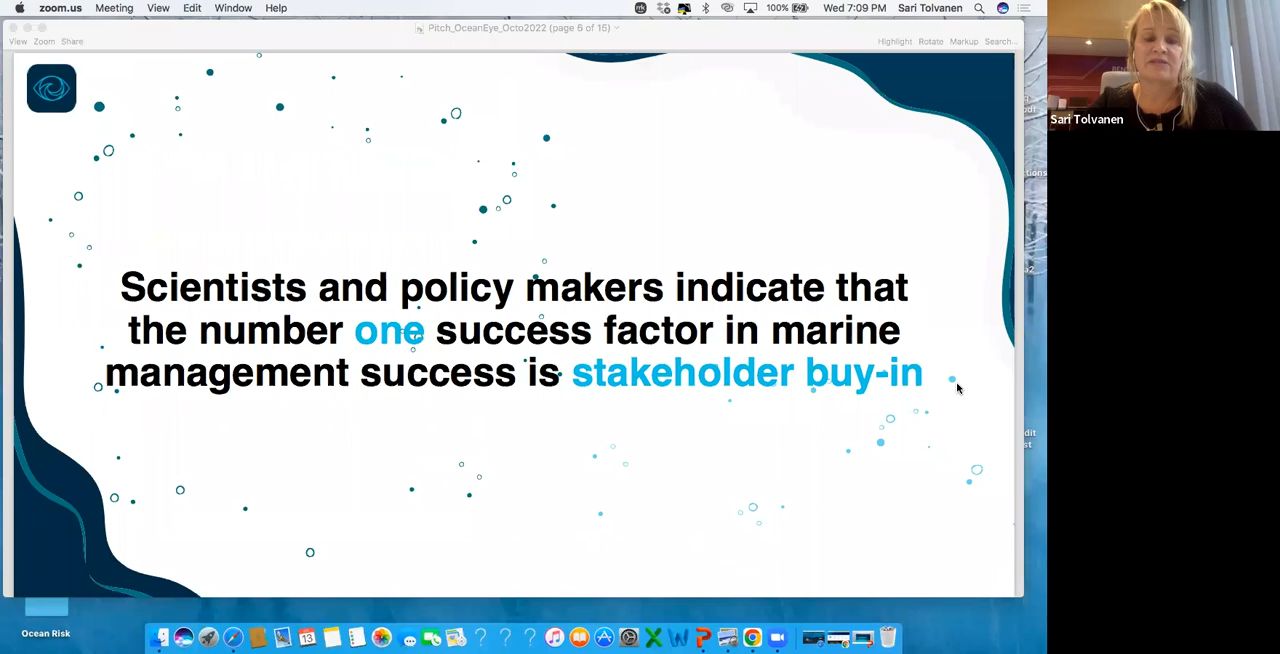 zoom.us Meeting View Edit Window Help
100% Wed 7:09 PM Sari Tolvanen
Pitch_OceanEye_Octo2022 (page 6 of 15)
View Zoom Share
Highlight Rotate Markup Search...
Sari Tolvanen
Scientists and policy makers indicate that
the number one success factor in marine
management success is stakeholder buy-in
Ocean Risk
13